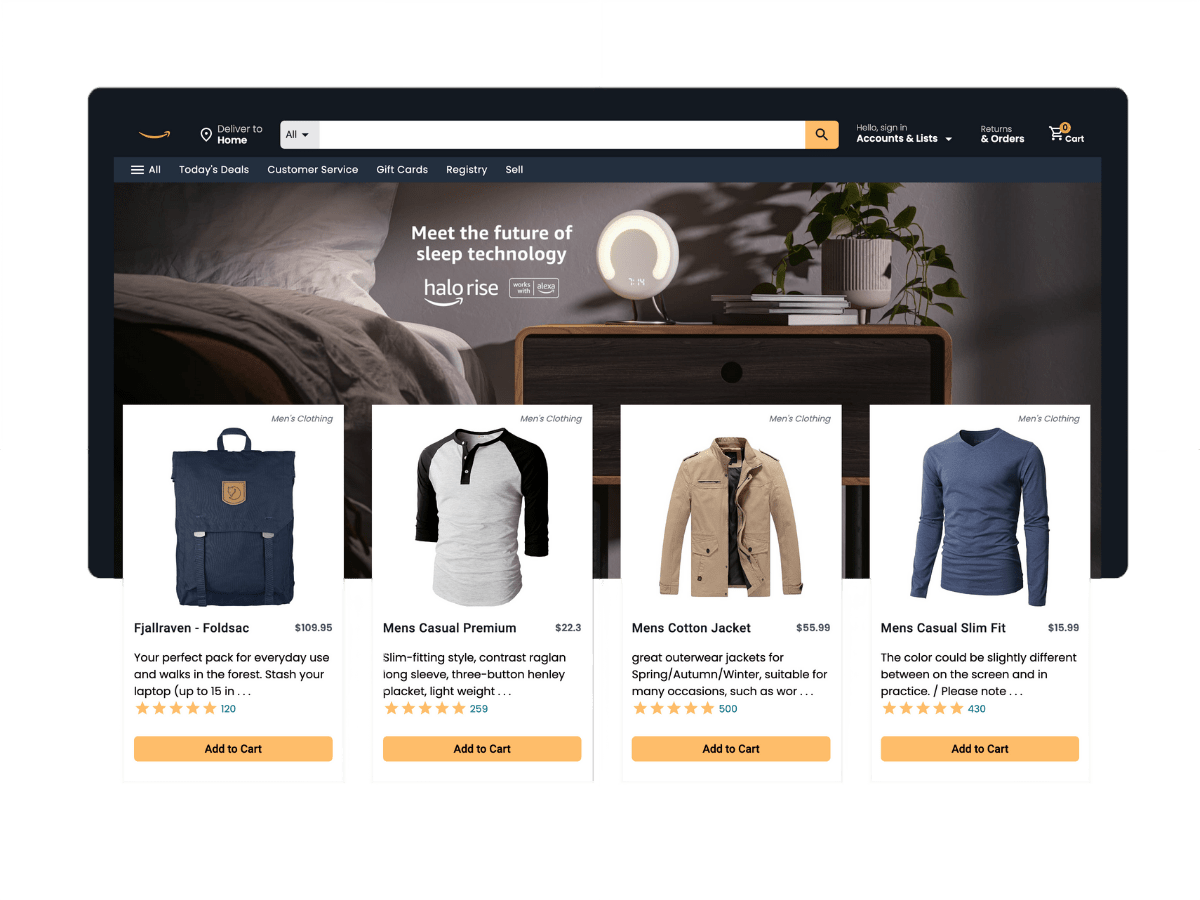 Deliver to
Home
All
Hello, sign in
Accounts & Lists
Returns
& Orders
0
Cart
All
Today's Deals
Customer Service
Gift Cards
Registry
Sell
Meet the future of
sleep technology
halo rise
works with alexa
7:14
Men's Clothing
Fjallraven - Foldsac
$109.95
Your perfect pack for everyday use
and walks in the forest. Stash your
laptop (up to 15 in . . .
120
Add to Cart
Men's Clothing
Mens Casual Premium
$22.3
Slim-fitting style, contrast raglan
long sleeve, three-button henley
placket, light weight . . .
259
Add to Cart
Men's Clothing
Mens Cotton Jacket
$55.99
great outerwear jackets for
Spring/Autumn/Winter, suitable for
many occasions, such as wor . . .
500
Add to Cart
Men's Clothing
Mens Casual Slim Fit
$15.99
The color could be slightly different
between on the screen and in
practice. / Please note . . .
430
Add to Cart